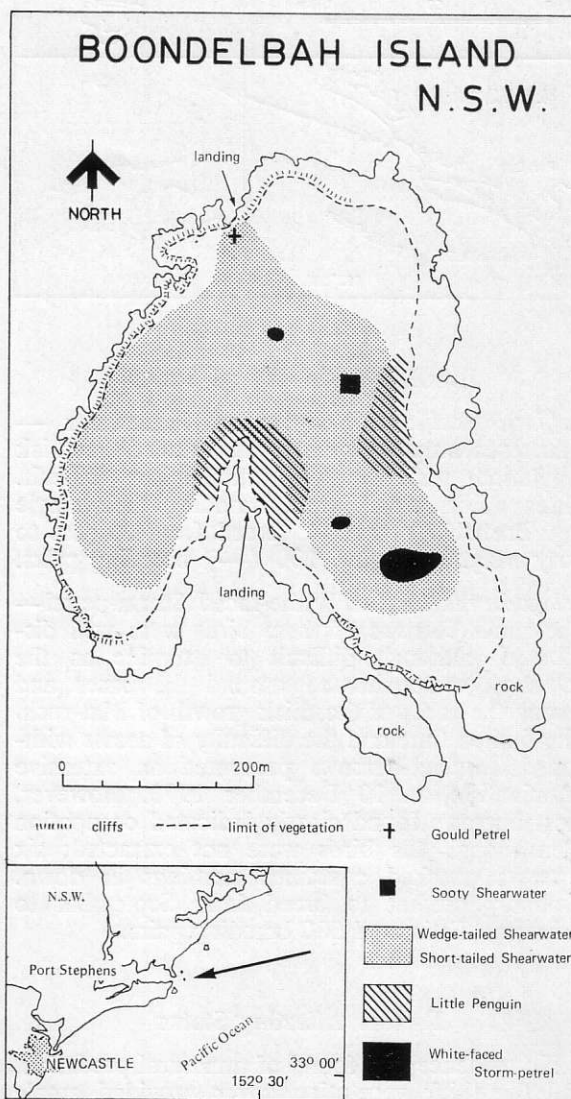 BOONDELBAH ISLAND
N.S.W.
landing
NORTH
landing
rock
rock
0 200m
cliffs limit of vegetation Gould Petrel
Sooty Shearwater
Wedge-tailed Shearwater
Short-tailed Shearwater
Little Penguin
White-faced
Storm-petrel
N.S.W.
Port Stephens
NEWCASTLE
Pacific Ocean
33° 00'
152° 30'